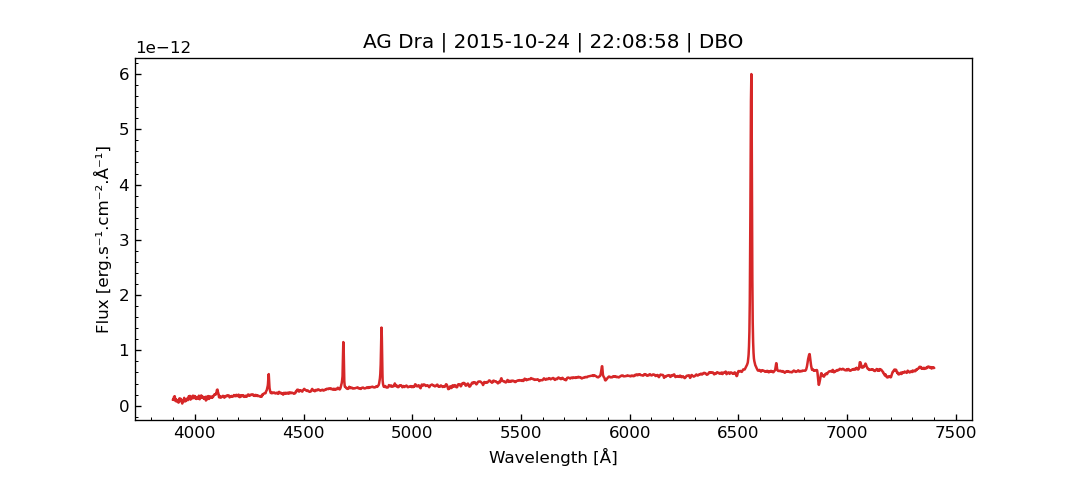 AG Dra | 2015-10-24 | 22:08:58 | DBO
1e−12
6
5
4
3
2
1
0
Flux [erg.s⁻¹.cm⁻².Å⁻¹]
4000 4500 5000 5500 6000 6500 7000 7500
Wavelength [Å]